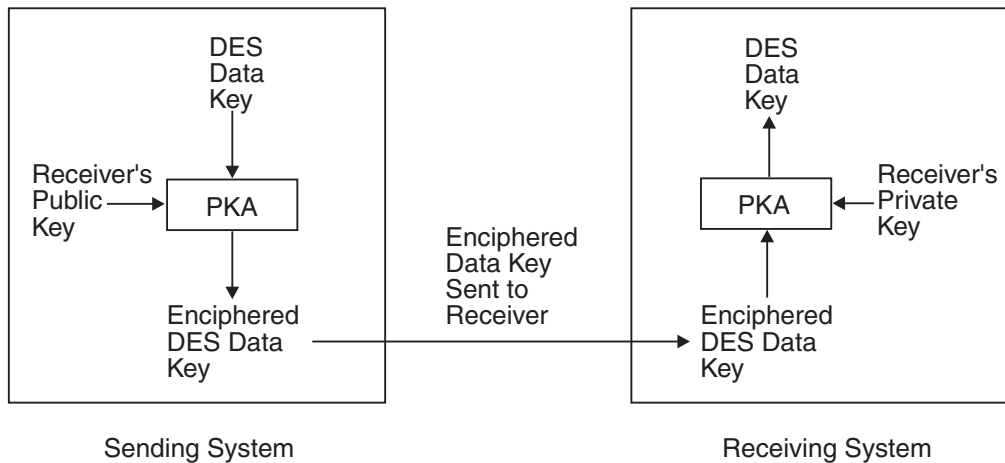 DES
Data
Key
Receiver's
Public
Key
PKA
Enciphered
DES Data
Key
Enciphered
Data Key
Sent to
Receiver
DES
Data
Key
PKA
Receiver's
Private
Key
Enciphered
DES Data
Key
Sending System
Receiving System